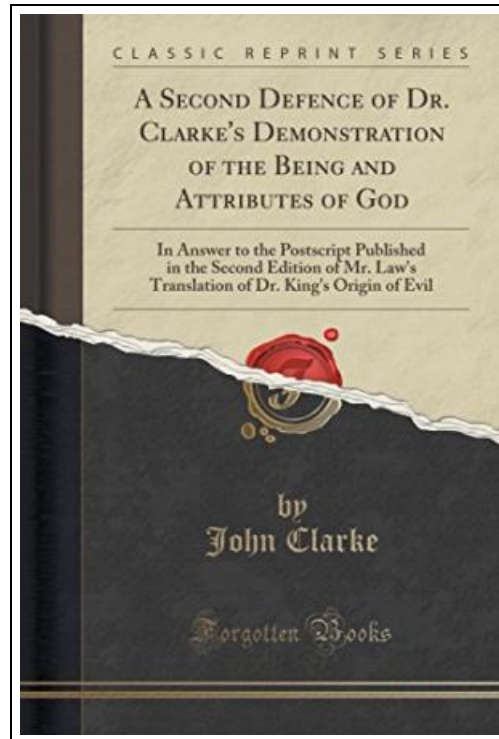 CLASSIC REPRINT SERIES
A SECOND DEFENCE OF DR.
CLARKE'S DEMONSTRATION
OF THE BEING AND
ATTRIBUTES OF GOD
In Answer to the Postscript Published
in the Second Edition of Mr. Law's
Translation of Dr. King's Origin of Evil
by
John Clarke
Forgotten Books